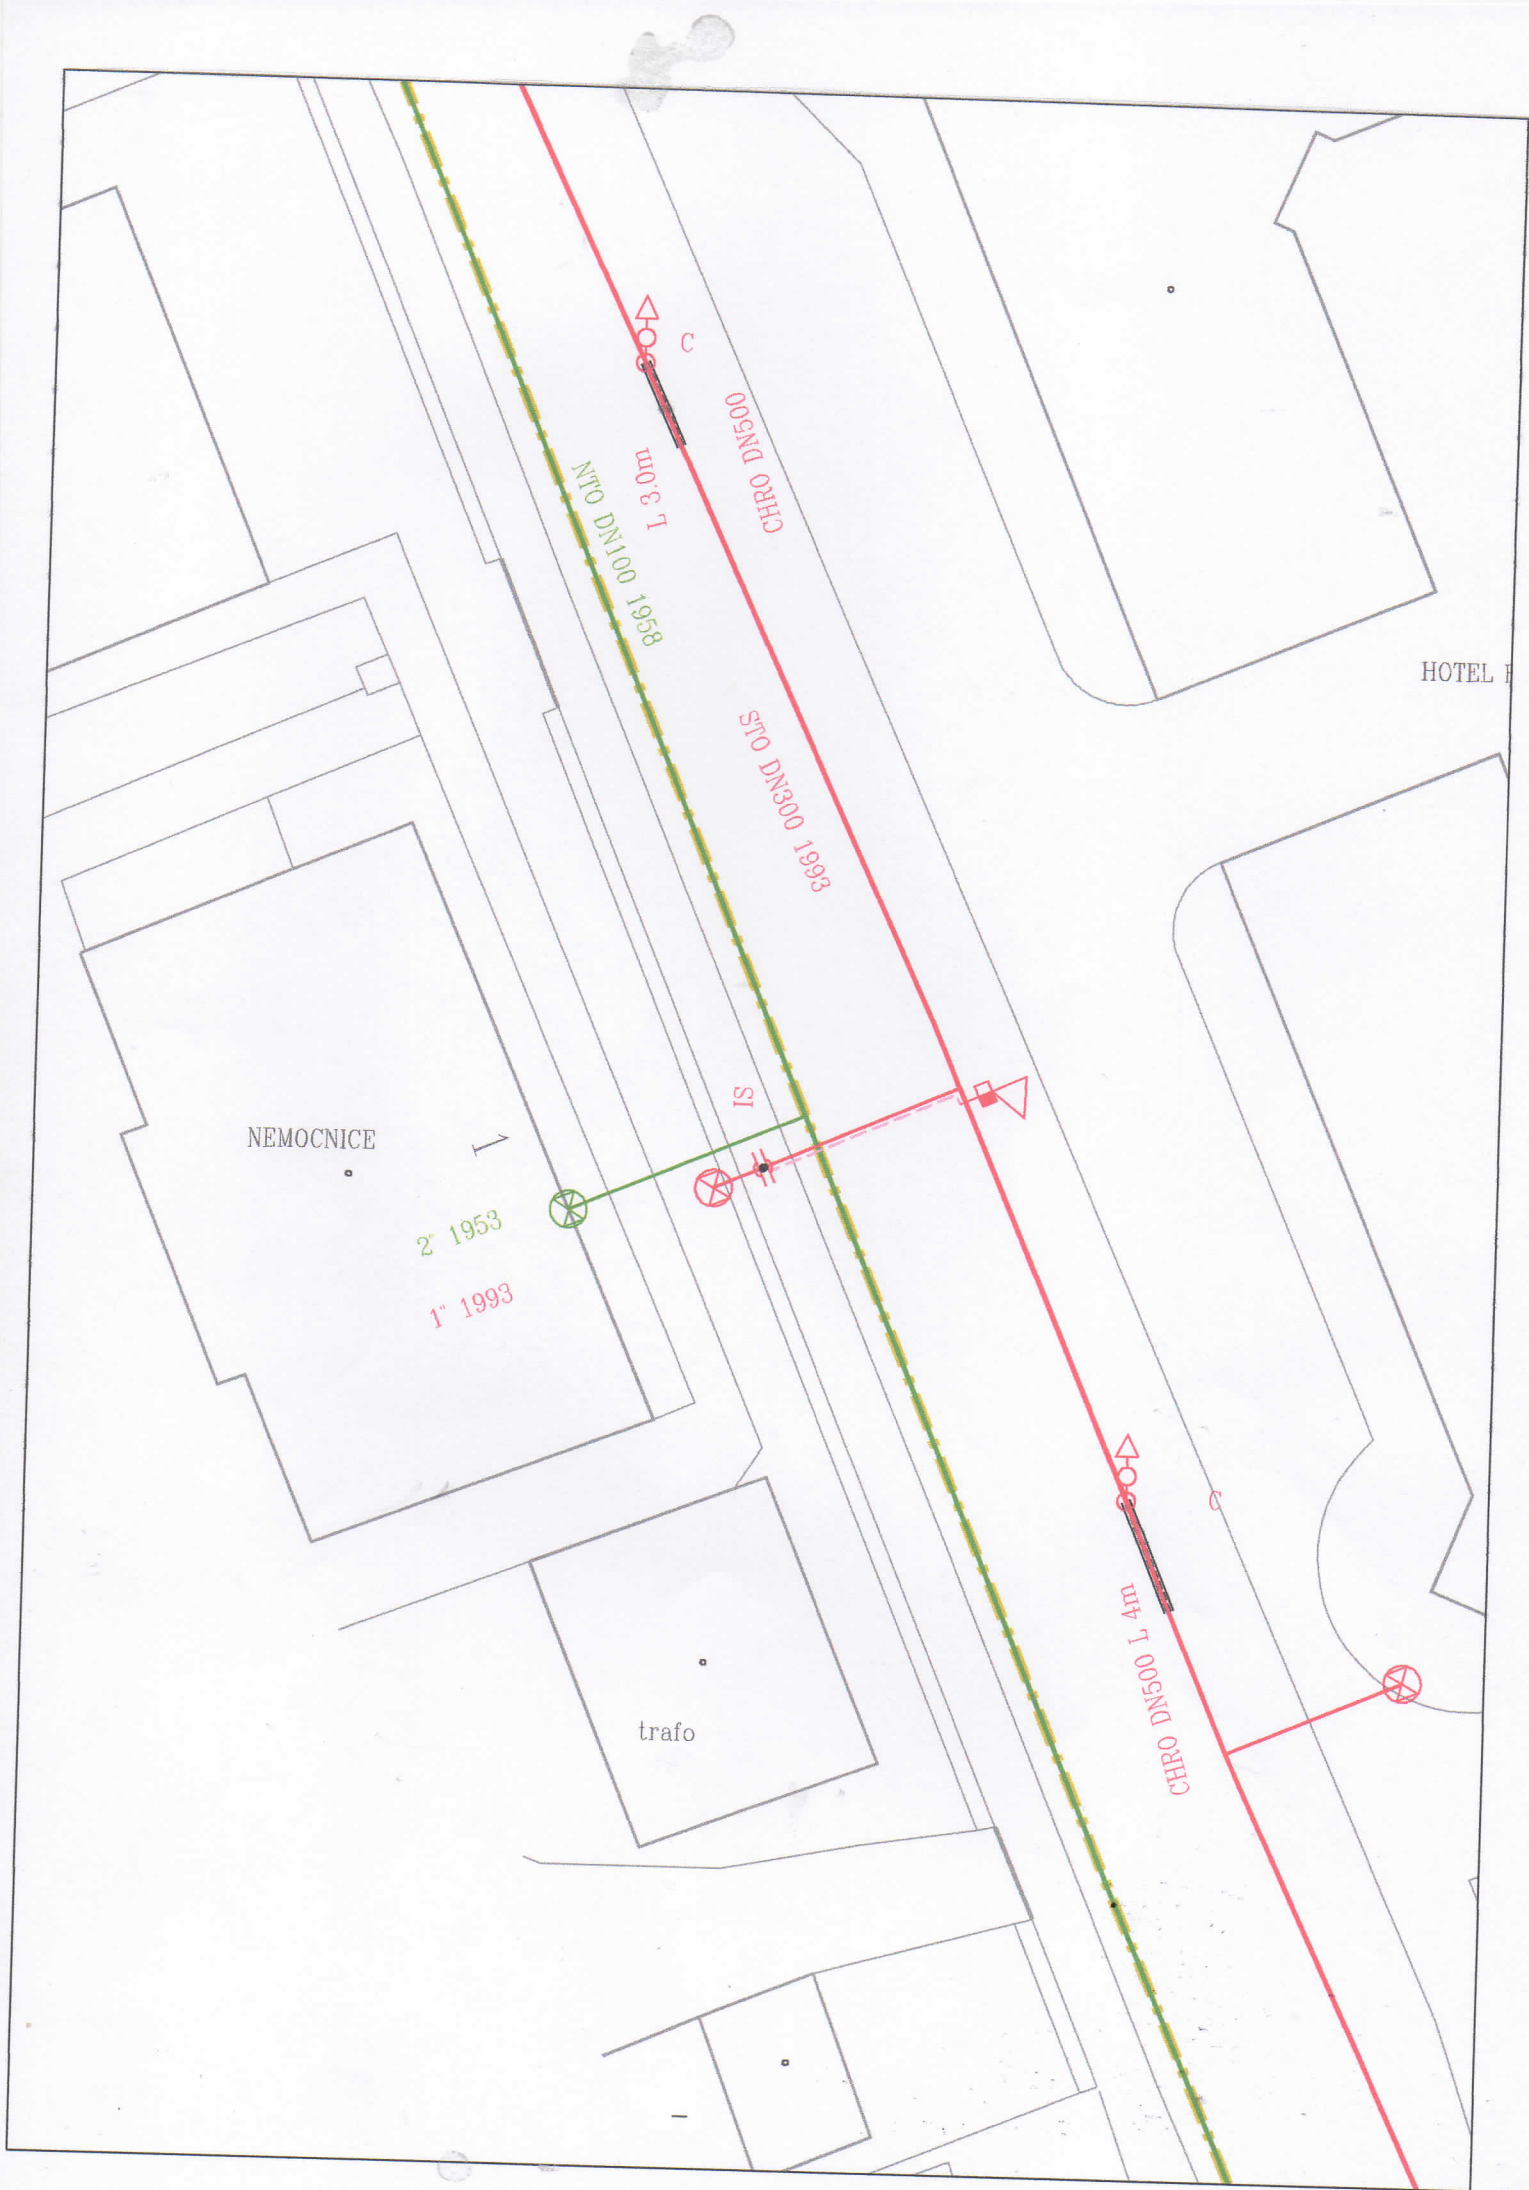 C
CHRO DN500
L 3.0m
NTO DN100 1958
HOTEL
STO DN300 1993
IS
NEMOCNICE
1
2" 1953
1" 1993
C
CHRO DN500 L 4m
trafo